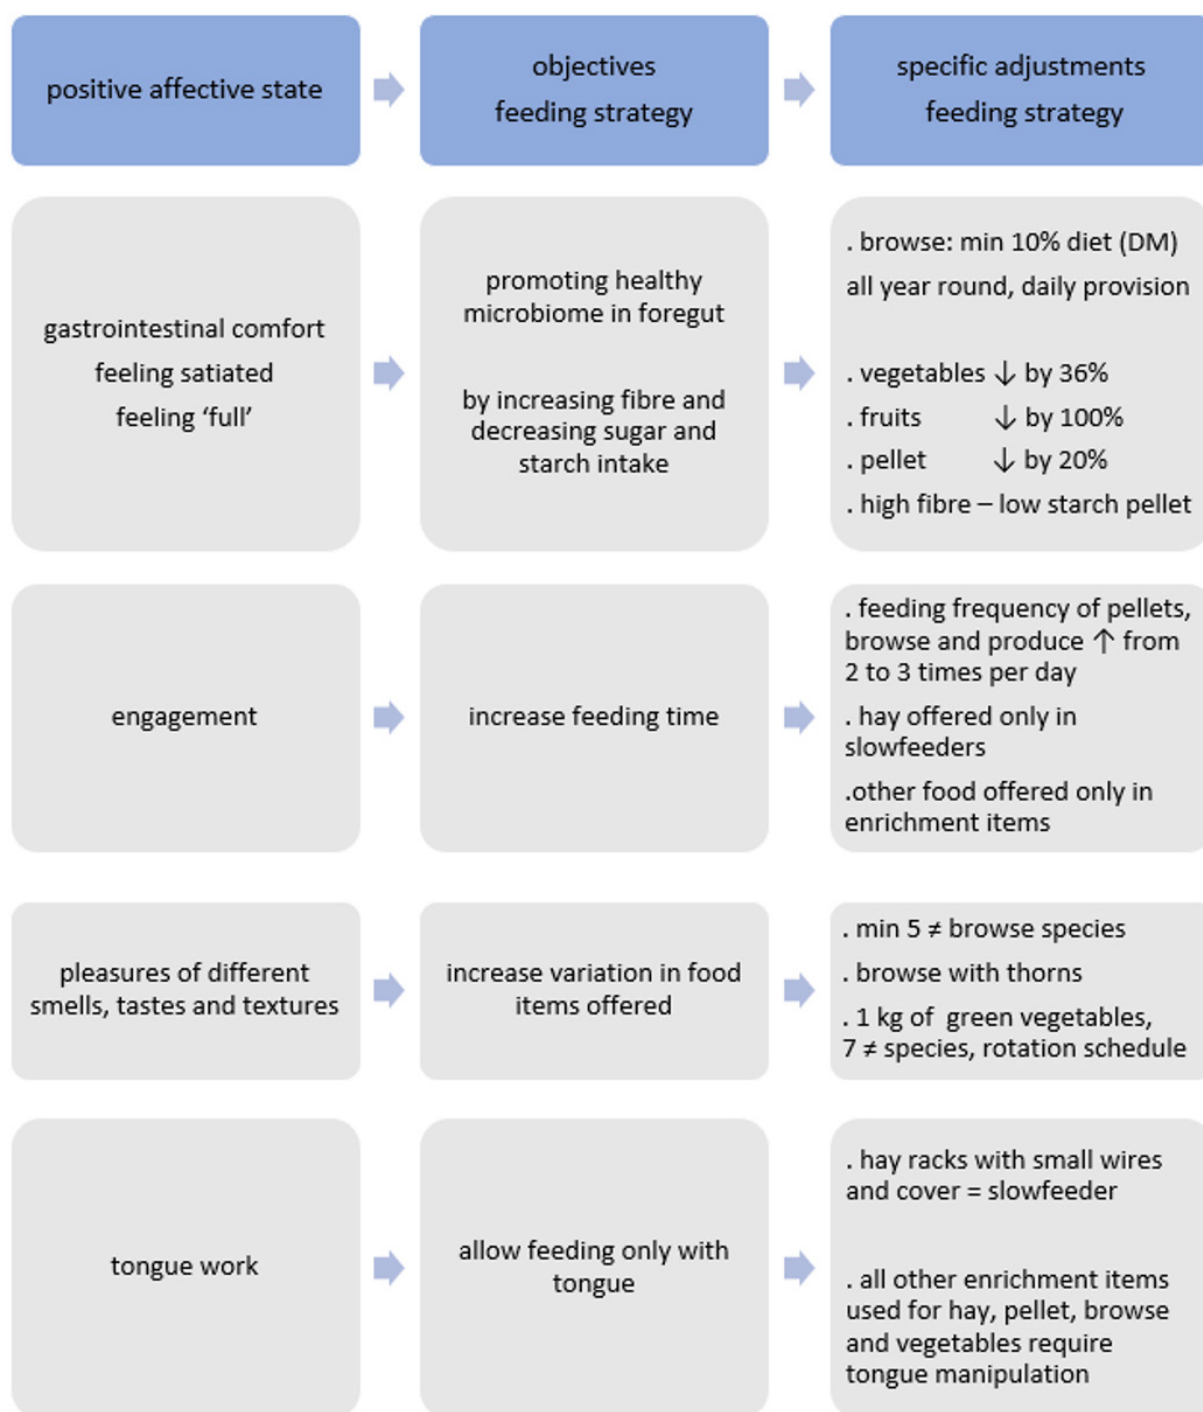 positive affective state
objectives
feeding strategy
specific adjustments
feeding strategy
gastrointestinal comfort
feeling satiated
feeling ‘full’
promoting healthy
microbiome in foregut
by increasing fibre and
decreasing sugar and
starch intake
. browse: min 10% diet (DM)
all year round, daily provision
. vegetables ↓ by 36%
. fruits ↓ by 100%
. pellet ↓ by 20%
. high fibre – low starch pellet
engagement
increase feeding time
. feeding frequency of pellets,
browse and produce ↑ from
2 to 3 times per day
. hay offered only in
slowfeeders
.other food offered only in
enrichment items
pleasures of different
smells, tastes and textures
increase variation in food
items offered
. min 5 ≠ browse species
. browse with thorns
. 1 kg of green vegetables,
7 ≠ species, rotation schedule
tongue work
allow feeding only with
tongue
. hay racks with small wires
and cover = slowfeeder
. all other enrichment items
used for hay, pellet, browse
and vegetables require
tongue manipulation